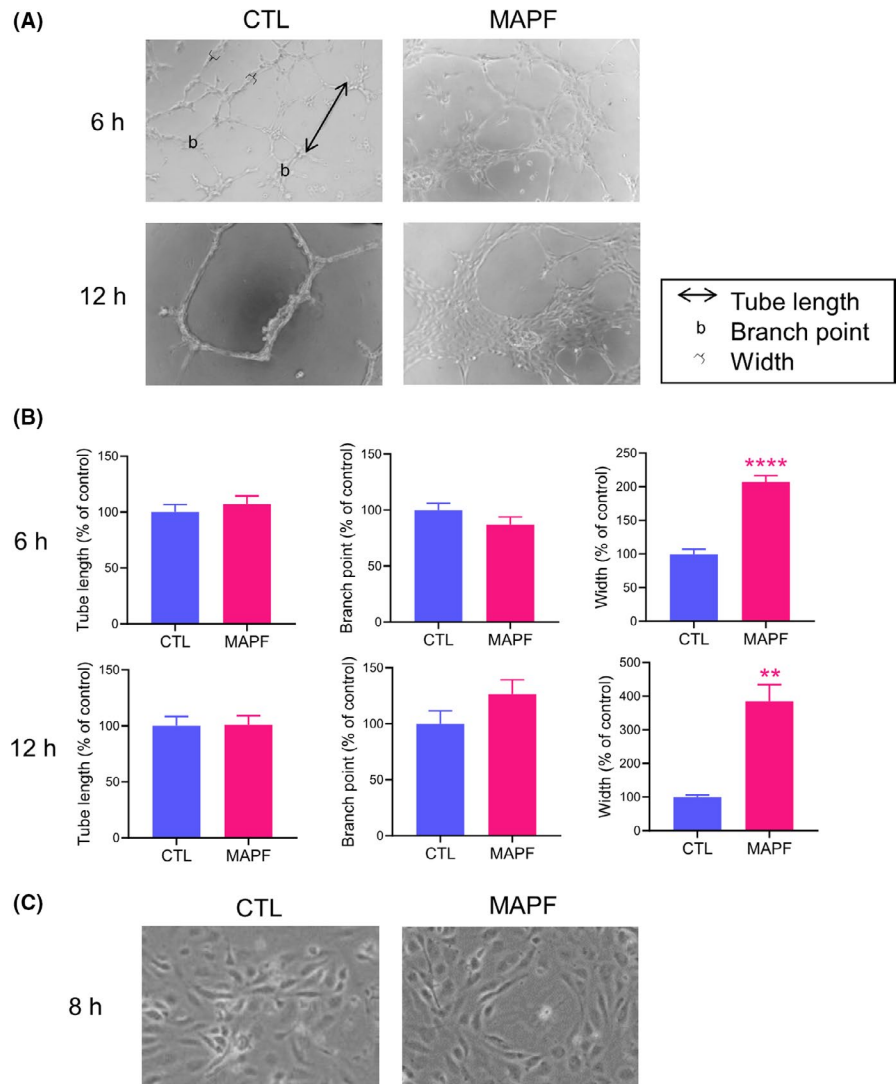 (A)
CTL MAPF
6 h
b
b
12 h
Tube length
b Branch point
Width
(B)
6 h
Tube length (% of control)
150
100
50
0
CTL MAPF
Branch point (% of control)
150
100
50
0
CTL MAPF
Width (% of control)
250
200
150
100
50
0
****
CTL MAPF
12 h
Tube length (% of control)
150
100
50
0
CTL MAPF
Branch point (% of control)
150
100
50
0
CTL MAPF
Width (% of control)
500
400
300
200
100
0
**
CTL MAPF
(C)
CTL MAPF
8 h